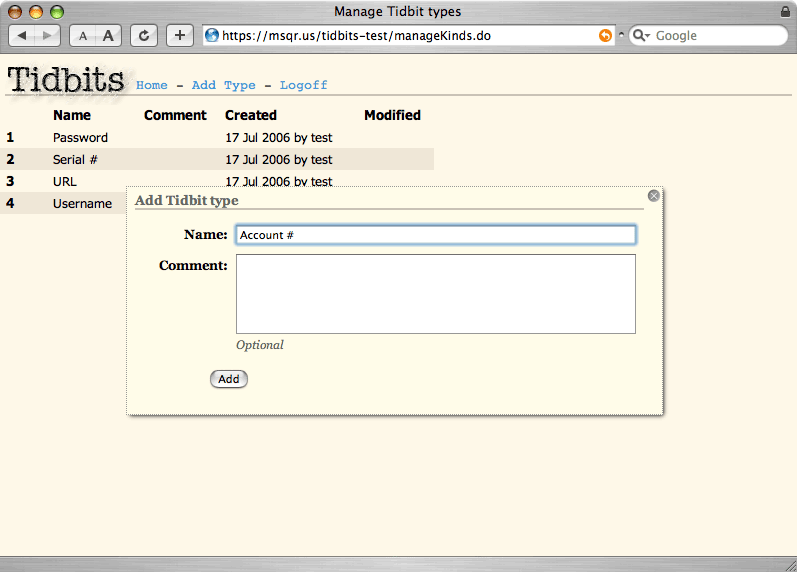 Manage Tidbit types
A A https://msqr.us/tidbits-test/manageKinds.do Google
Tidbits Home - Add Type - Logoff
Name Comment Created Modified
1 Password 17 Jul 2006 by test
2 Serial # 17 Jul 2006 by test
3 URL 17 Jul 2006 by test
4 Username
Add Tidbit type
Name: Account #
Comment:
Optional
Add